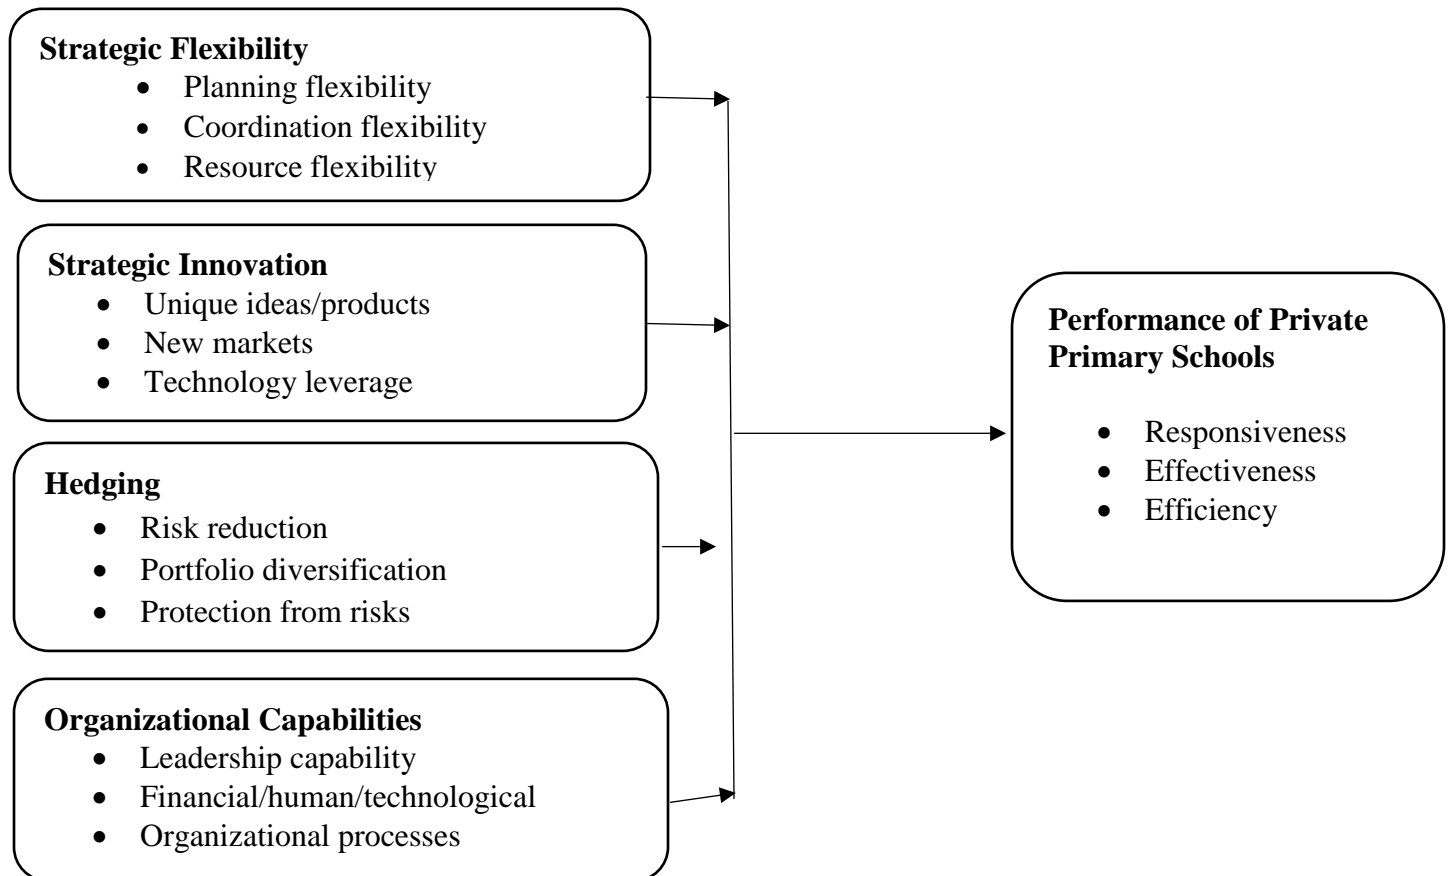 Strategic Flexibility
• Planning flexibility
• Coordination flexibility
• Resource flexibility
Strategic Innovation
• Unique ideas/products
• New markets
• Technology leverage
Hedging
• Risk reduction
• Portfolio diversification
• Protection from risks
Organizational Capabilities
• Leadership capability
• Financial/human/technological
• Organizational processes
Performance of Private
Primary Schools
• Responsiveness
• Effectiveness
• Efficiency